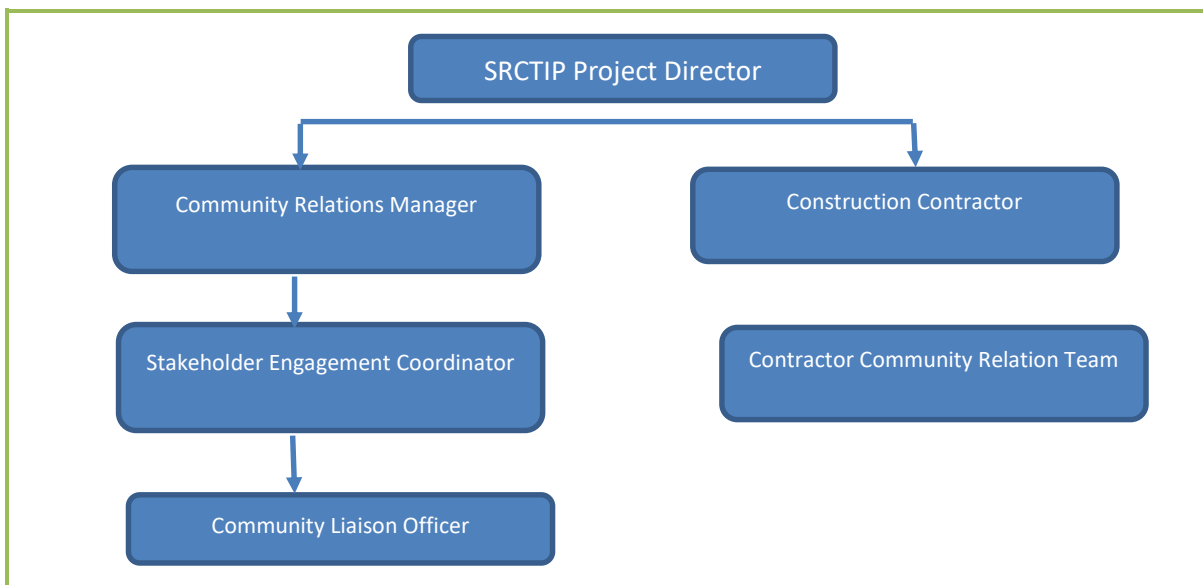 SRCTIP Project Director
Community Relations Manager
Construction Contractor
Stakeholder Engagement Coordinator
Contractor Community Relation Team
Community Liaison Officer